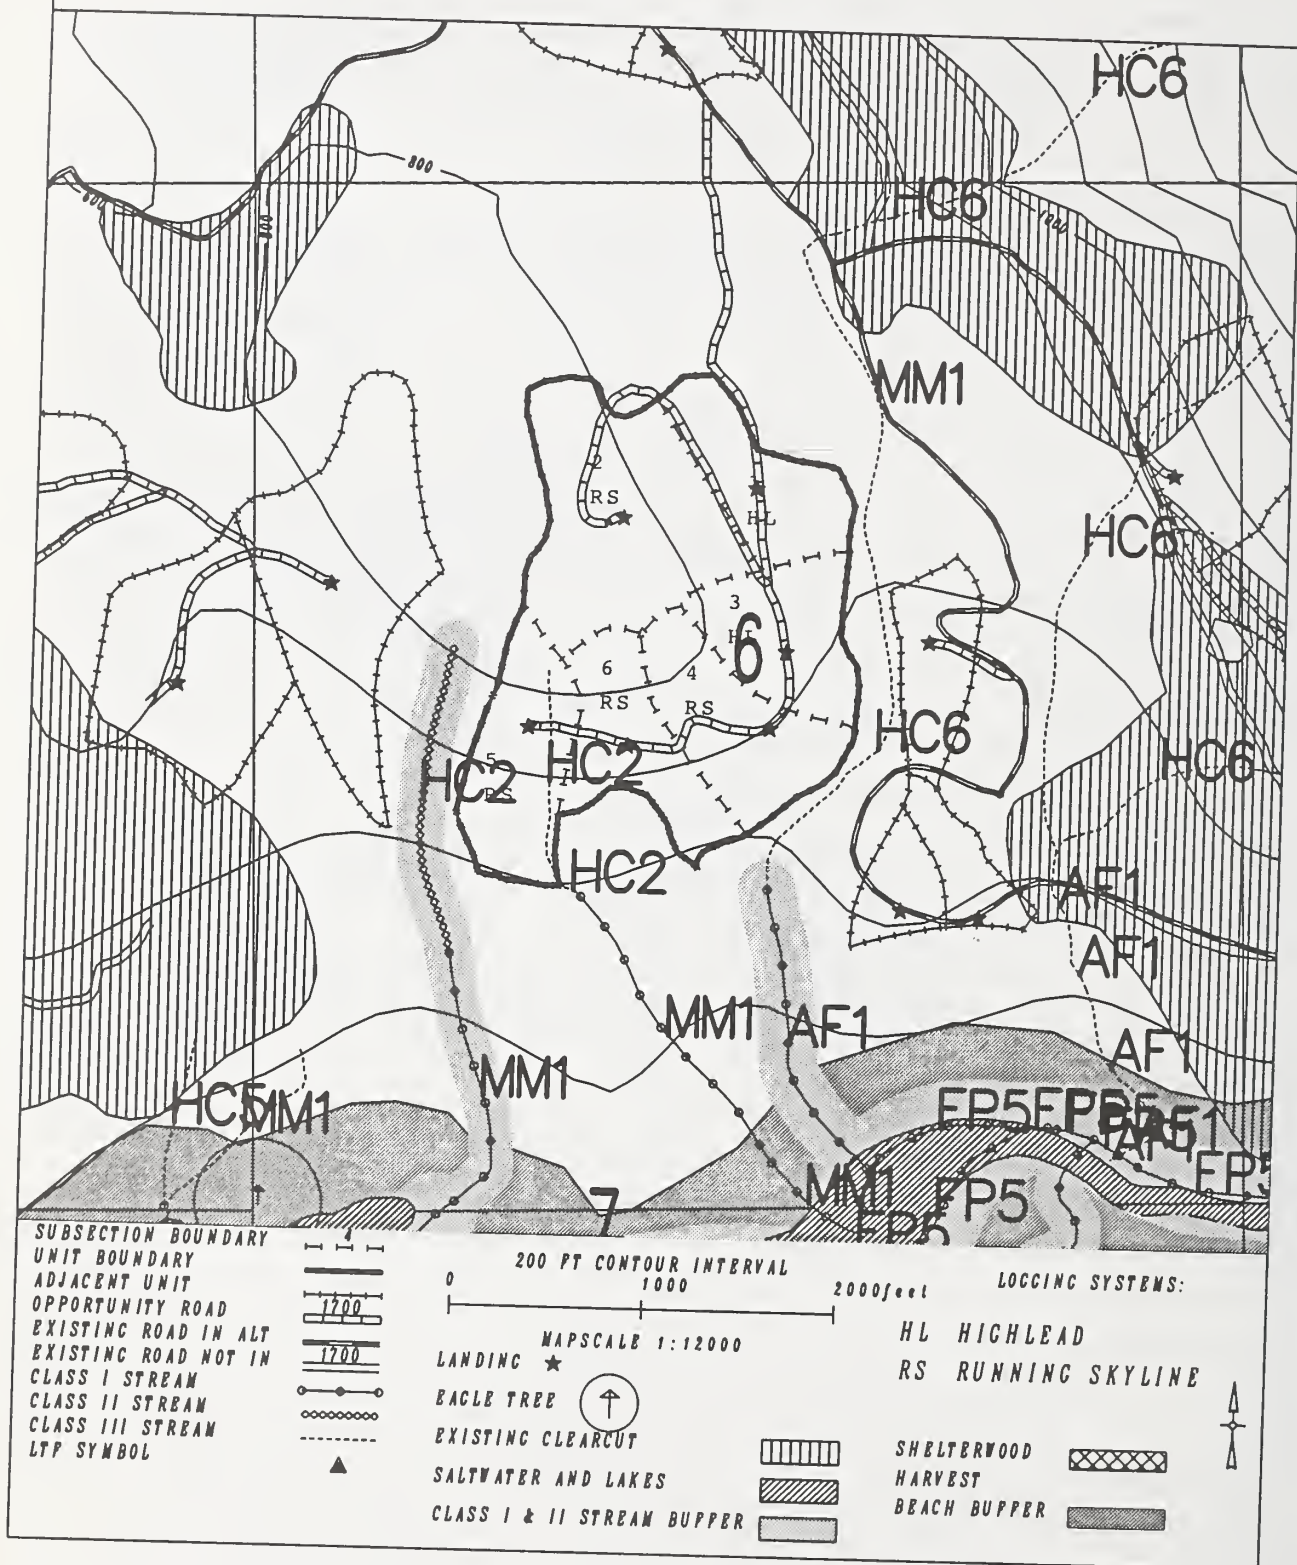 HC6
800
800
HC6
1000
MM1
2
RS
HL
HC6
3
6
6
4
RS
RS
HC6
HC6
5
HC2
HC2
RS
HC2
AF1
AF1
MM1
AF1
AF1
MM1
HC5
MM1
FP5
FP5
MM1
FP5
FP5
7
SUBSECTION BOUNDARY 4
UNIT BOUNDARY
ADJACENT UNIT
OPPORTUNITY ROAD 1700
EXISTING ROAD IN ALT
EXISTING ROAD NOT IN 1700
CLASS I STREAM
CLASS II STREAM
CLASS III STREAM
LTF SYMBOL
200 FT CONTOUR INTERVAL
0 1000 2000feet
MAPSCALE 1:12000
LANDING
EAGLE TREE
EXISTING CLEARCUT
SALTWATER AND LAKES
CLASS I & II STREAM BUFFER
LOGGING SYSTEMS:
HL HIGHLEAD
RS RUNNING SKYLINE
SHELTERWOOD
HARVEST
BEACH BUFFER